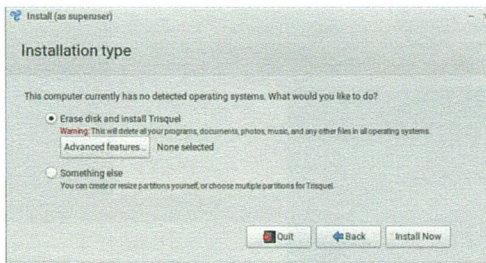 Install (as superuser)
Installation type
This computer currently has no detected operating systems. What would you like to do?
Erase disk and install Trisquel
Warning: This will delete all your programs, documents, photos, music, and any other files in all operating systems.
Advanced features... None selected
Something else
You can create or resize partitions yourself, or choose multiple partitions for Trisquel.
Quit Back Install Now